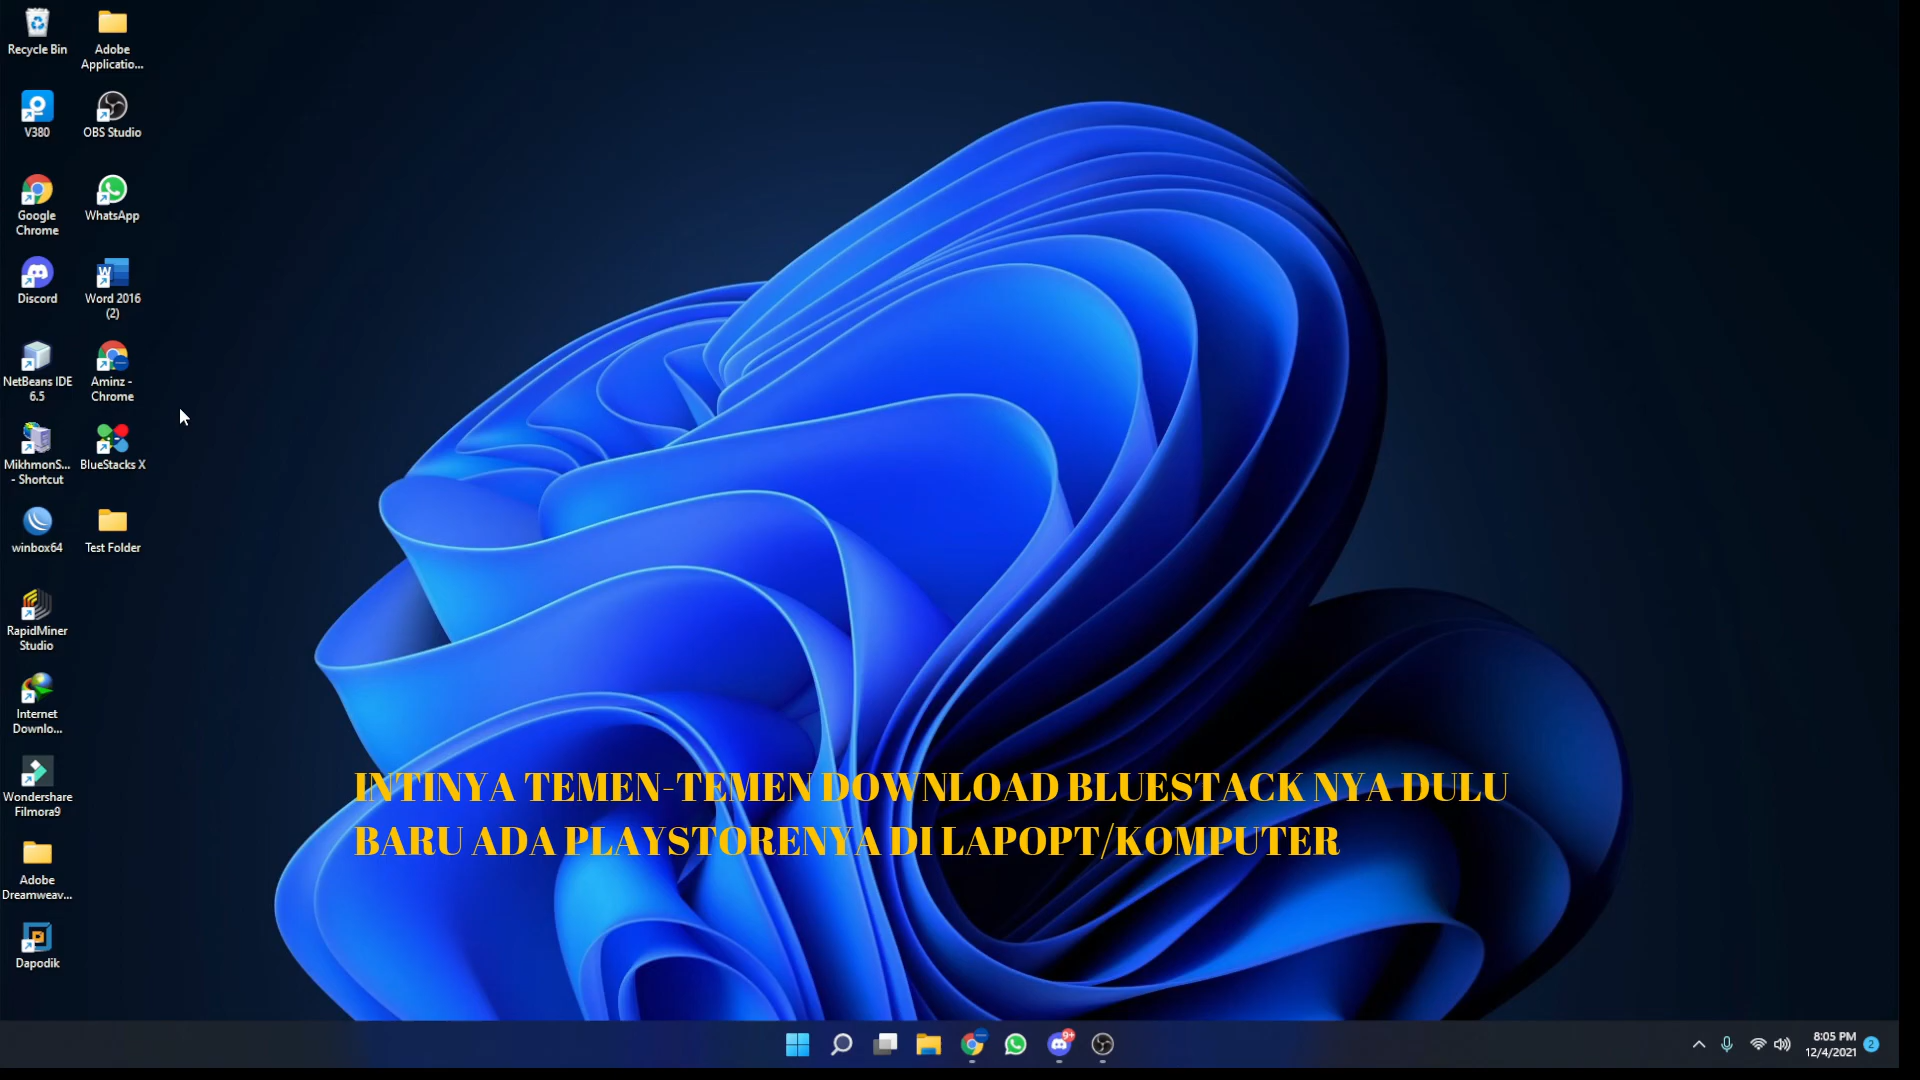 Recycle Bin
Adobe
Applicatio...
V380
OBS Studio
Google
Chrome
WhatsApp
Discord
Word 2016
(2)
NetBeans IDE
6.5
Aminz -
Chrome
MikhmonS...
- Shortcut
BlueStacks X
winbox64
Test Folder
RapidMiner
Studio
Internet
Downlo...
Wondershare
Filmora9
Adobe
Dreamweav...
Dapodik
INTINYA TEMEN-TEMEN DOWNLOAD BLUESTACK NYA DULU
BARU ADA PLAYSTORENYA DI LAPOPT/KOMPUTER
9+
8:05 PM
12/4/2021
2